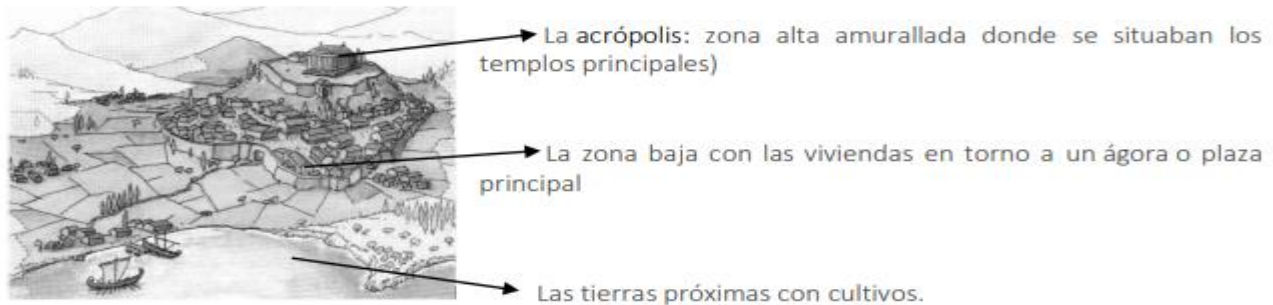 La acrópolis: zona alta amurallada donde se situaban los
templos principales)
La zona baja con las viviendas en torno a un ágora o plaza
principal
Las tierras próximas con cultivos.